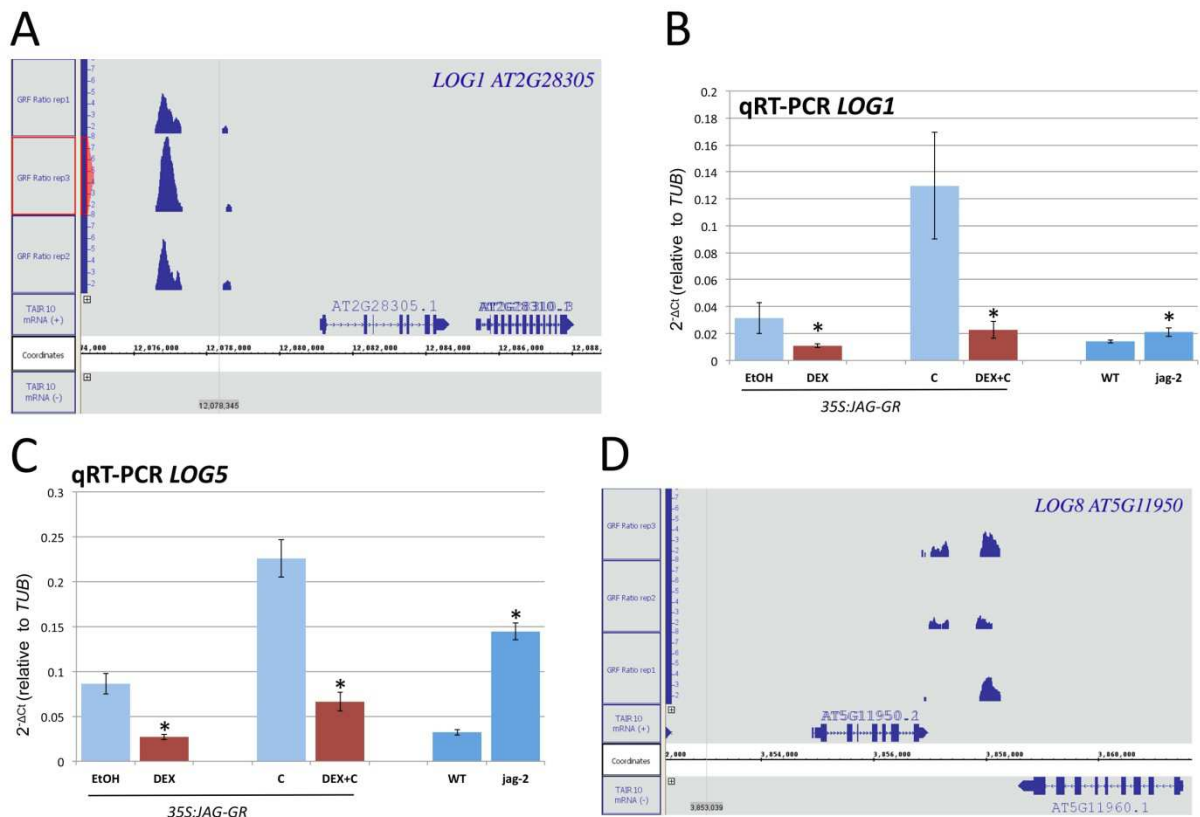 A
LOG1 AT2G28305
GRF Ratio rep1
GRF Ratio rep3
GRF Ratio rep2
TAIR10 mRNA (+)
AT2G28305.1
Coordinates
12,076,000 12,078,000 12,080,000 12,082,000 12,084,000 12,086,000 12,088,
TAIR10 mRNA (-)
12,078,345
B
qRT-PCR LOG1
2^-ΔCt (relative to TUB)
0.2
0.18
0.16
0.14
0.12
0.1
0.08
0.06
0.04
0.02
0
* * *
EtOH DEX C DEX+C WT jag-2
35S:JAG-GR
C
qRT-PCR LOG5
2^-ΔCt (relative to TUB)
0.3
0.25
0.2
0.15
0.1
0.05
0
* * *
EtOH DEX C DEX+C WT jag-2
35S:JAG-GR
D
LOG8 AT5G11950
GRF Ratio rep3
GRF Ratio rep2
GRF Ratio rep1
TAIR10 mRNA (+)
AT5G11950.2
Coordinates
2,000 3,854,000 3,856,000 3,858,000 3,860,000
TAIR10 mRNA (-)
3,853,039
AT5G11960.1